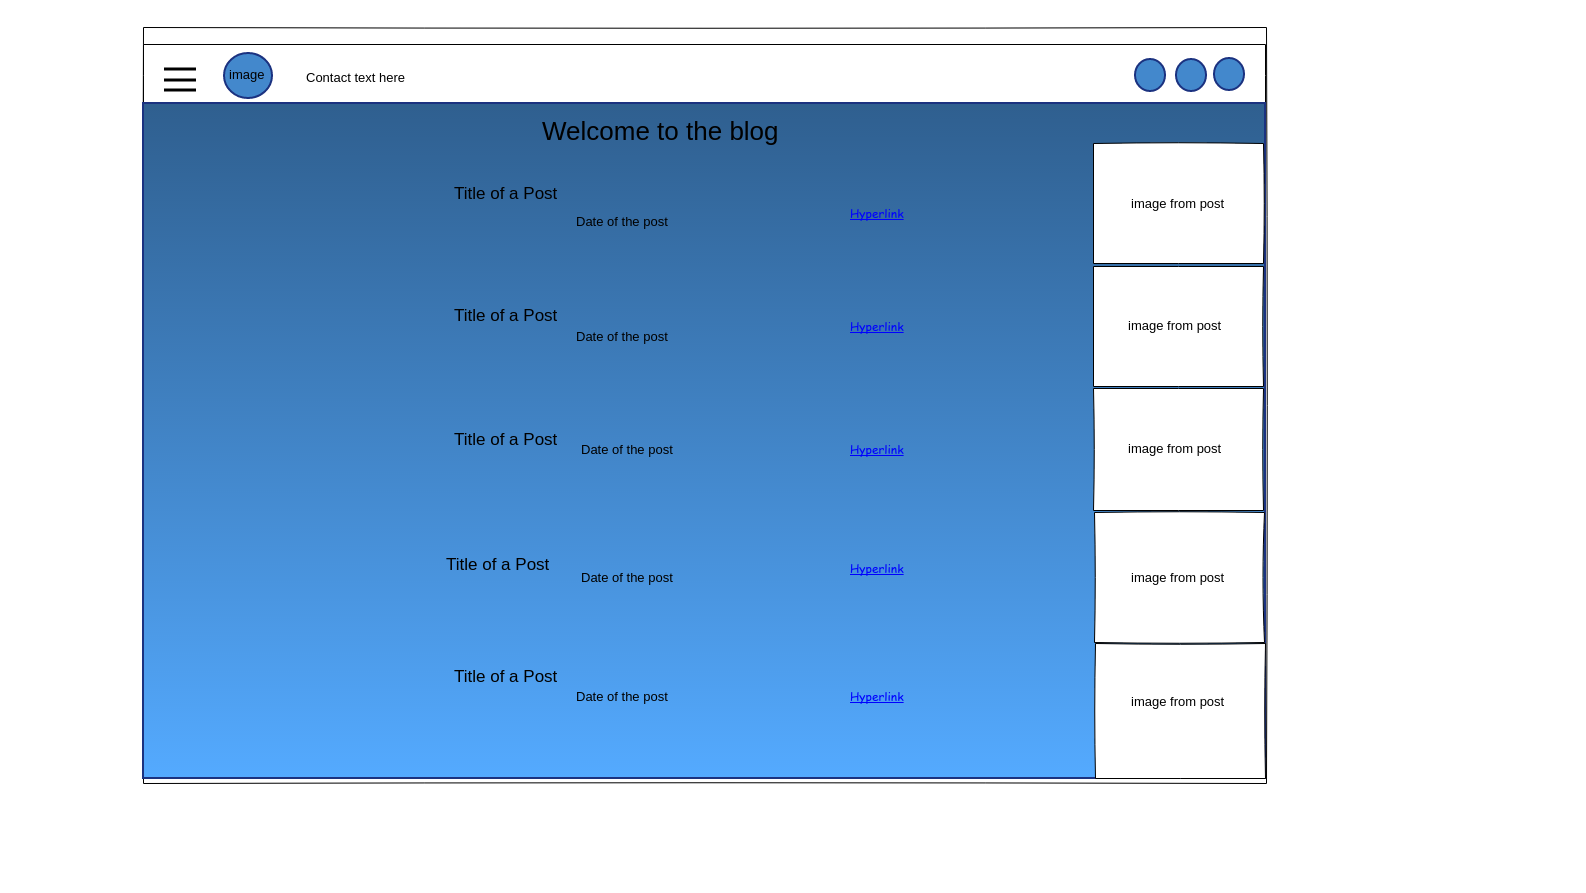 image
Contact text here
Welcome to the blog
Title of a Post
Date of the post
Hyperlink
image from post
Title of a Post
Date of the post
Hyperlink
image from post
Title of a Post
Date of the post
Hyperlink
image from post
Title of a Post
Date of the post
Hyperlink
image from post
Title of a Post
Date of the post
Hyperlink
image from post